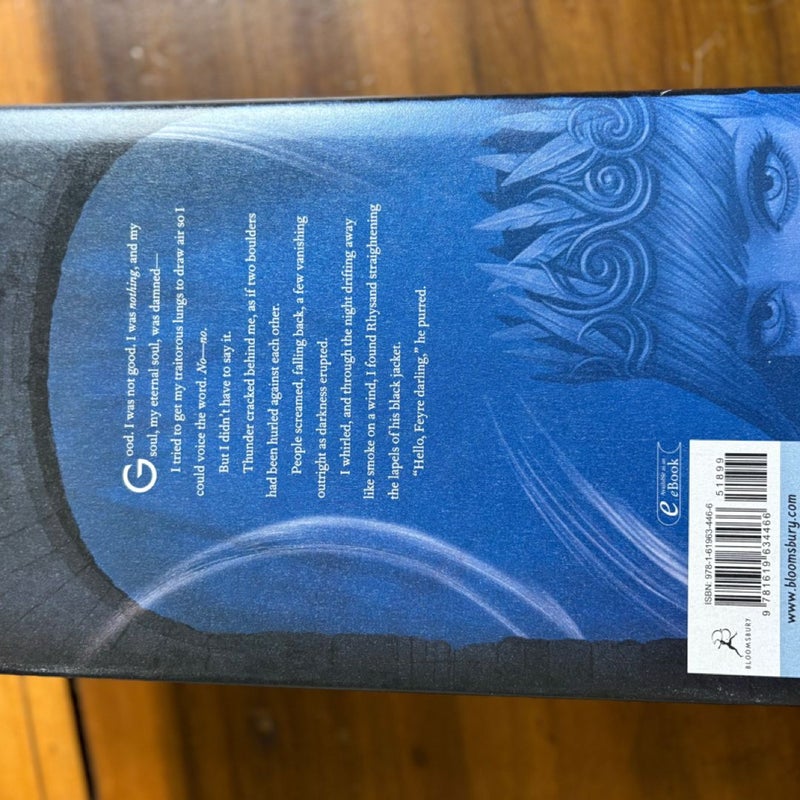 Good. I was not good. I was nothing, and my
soul, my eternal soul, was damned—
I tried to get my traitorous lungs to draw air so I
could voice the word. No—no.
But I didn't have to say it.
Thunder cracked behind me, as if two boulders
had been hurled against each other.
People screamed, falling back, a few vanishing
outright as darkness erupted.
I whirled, and through the night drifting away
like smoke on a wind, I found Rhysand straightening
the lapels of his black jacket.
"Hello, Feyre darling," he purred.
e Available as an
eBook
BLOOMSBURY
ISBN: 978-1-61963-446-6
51899
9 781619 634466
www.bloomsbury.com